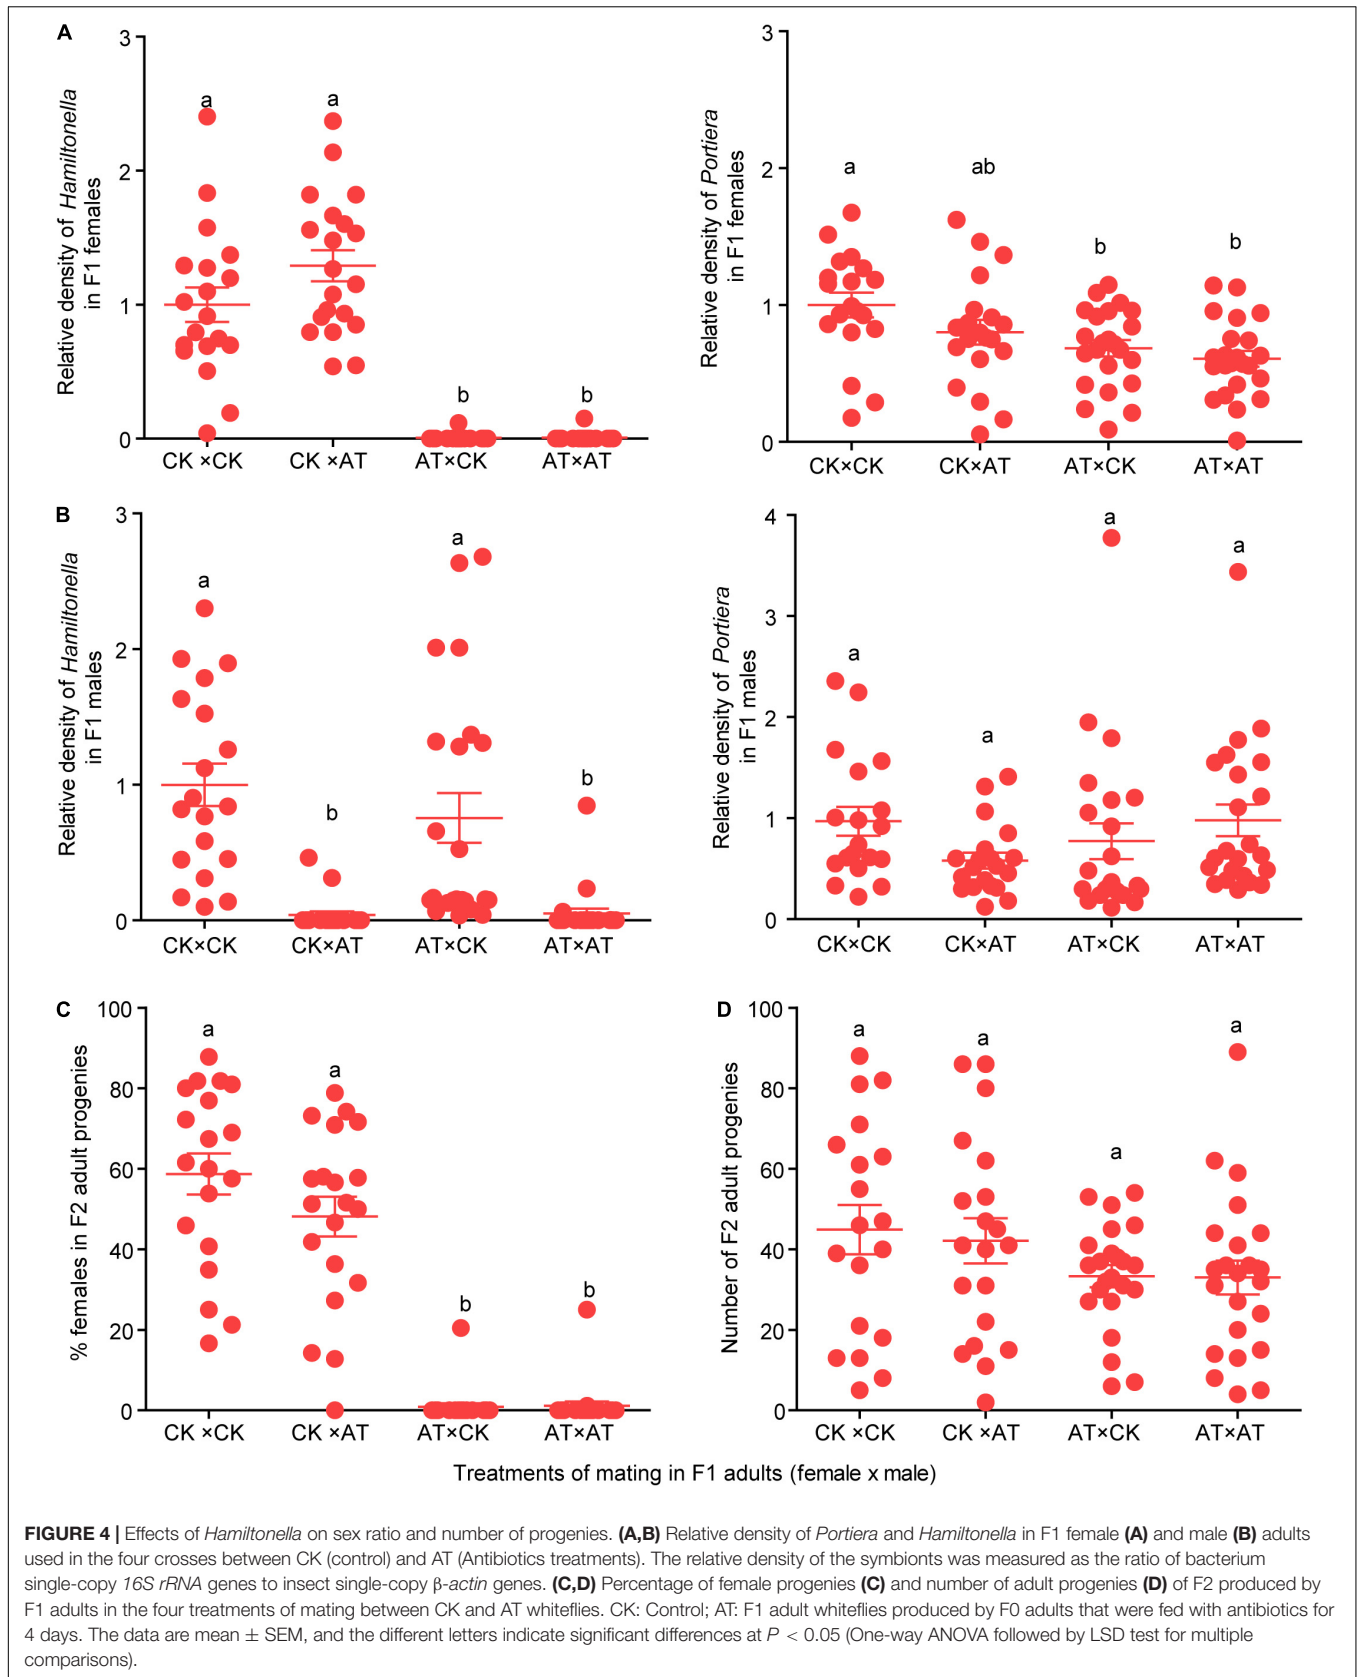 A
3
2
1
0
Relative density of Hamiltonella
in F1 females
a
a
b
b
CK ×CK
CK ×AT
AT×CK
AT×AT
3
2
1
0
Relative density of Portiera
in F1 females
a
ab
b
b
CK×CK
CK×AT
AT×CK
AT×AT
B
3
2
1
0
Relative density of Hamiltonella
in F1 males
a
b
a
b
CK×CK
CK×AT
AT×CK
AT×AT
4
3
2
1
0
Relative density of Portiera
in F1 males
a
a
a
a
CK×CK
CK×AT
AT×CK
AT×AT
C
100
80
60
40
20
0
% females in F2 adult progenies
a
a
b
b
CK ×CK
CK ×AT
AT×CK
AT×AT
D
100
80
60
40
20
0
Number of F2 adult progenies
a
a
a
a
CK ×CK
CK ×AT
AT×CK
AT×AT
Treatments of mating in F1 adults (female x male)
FIGURE 4 | Effects of Hamiltonella on sex ratio and number of progenies. (A,B) Relative density of Portiera and Hamiltonella in F1 female (A) and male (B) adults
used in the four crosses between CK (control) and AT (Antibiotics treatments). The relative density of the symbionts was measured as the ratio of bacterium
single-copy 16S rRNA genes to insect single-copy β-actin genes. (C,D) Percentage of female progenies (C) and number of adult progenies (D) of F2 produced by
F1 adults in the four treatments of mating between CK and AT whiteflies. CK: Control; AT: F1 adult whiteflies produced by F0 adults that were fed with antibiotics for
4 days. The data are mean ± SEM, and the different letters indicate significant differences at P < 0.05 (One-way ANOVA followed by LSD test for multiple
comparisons).